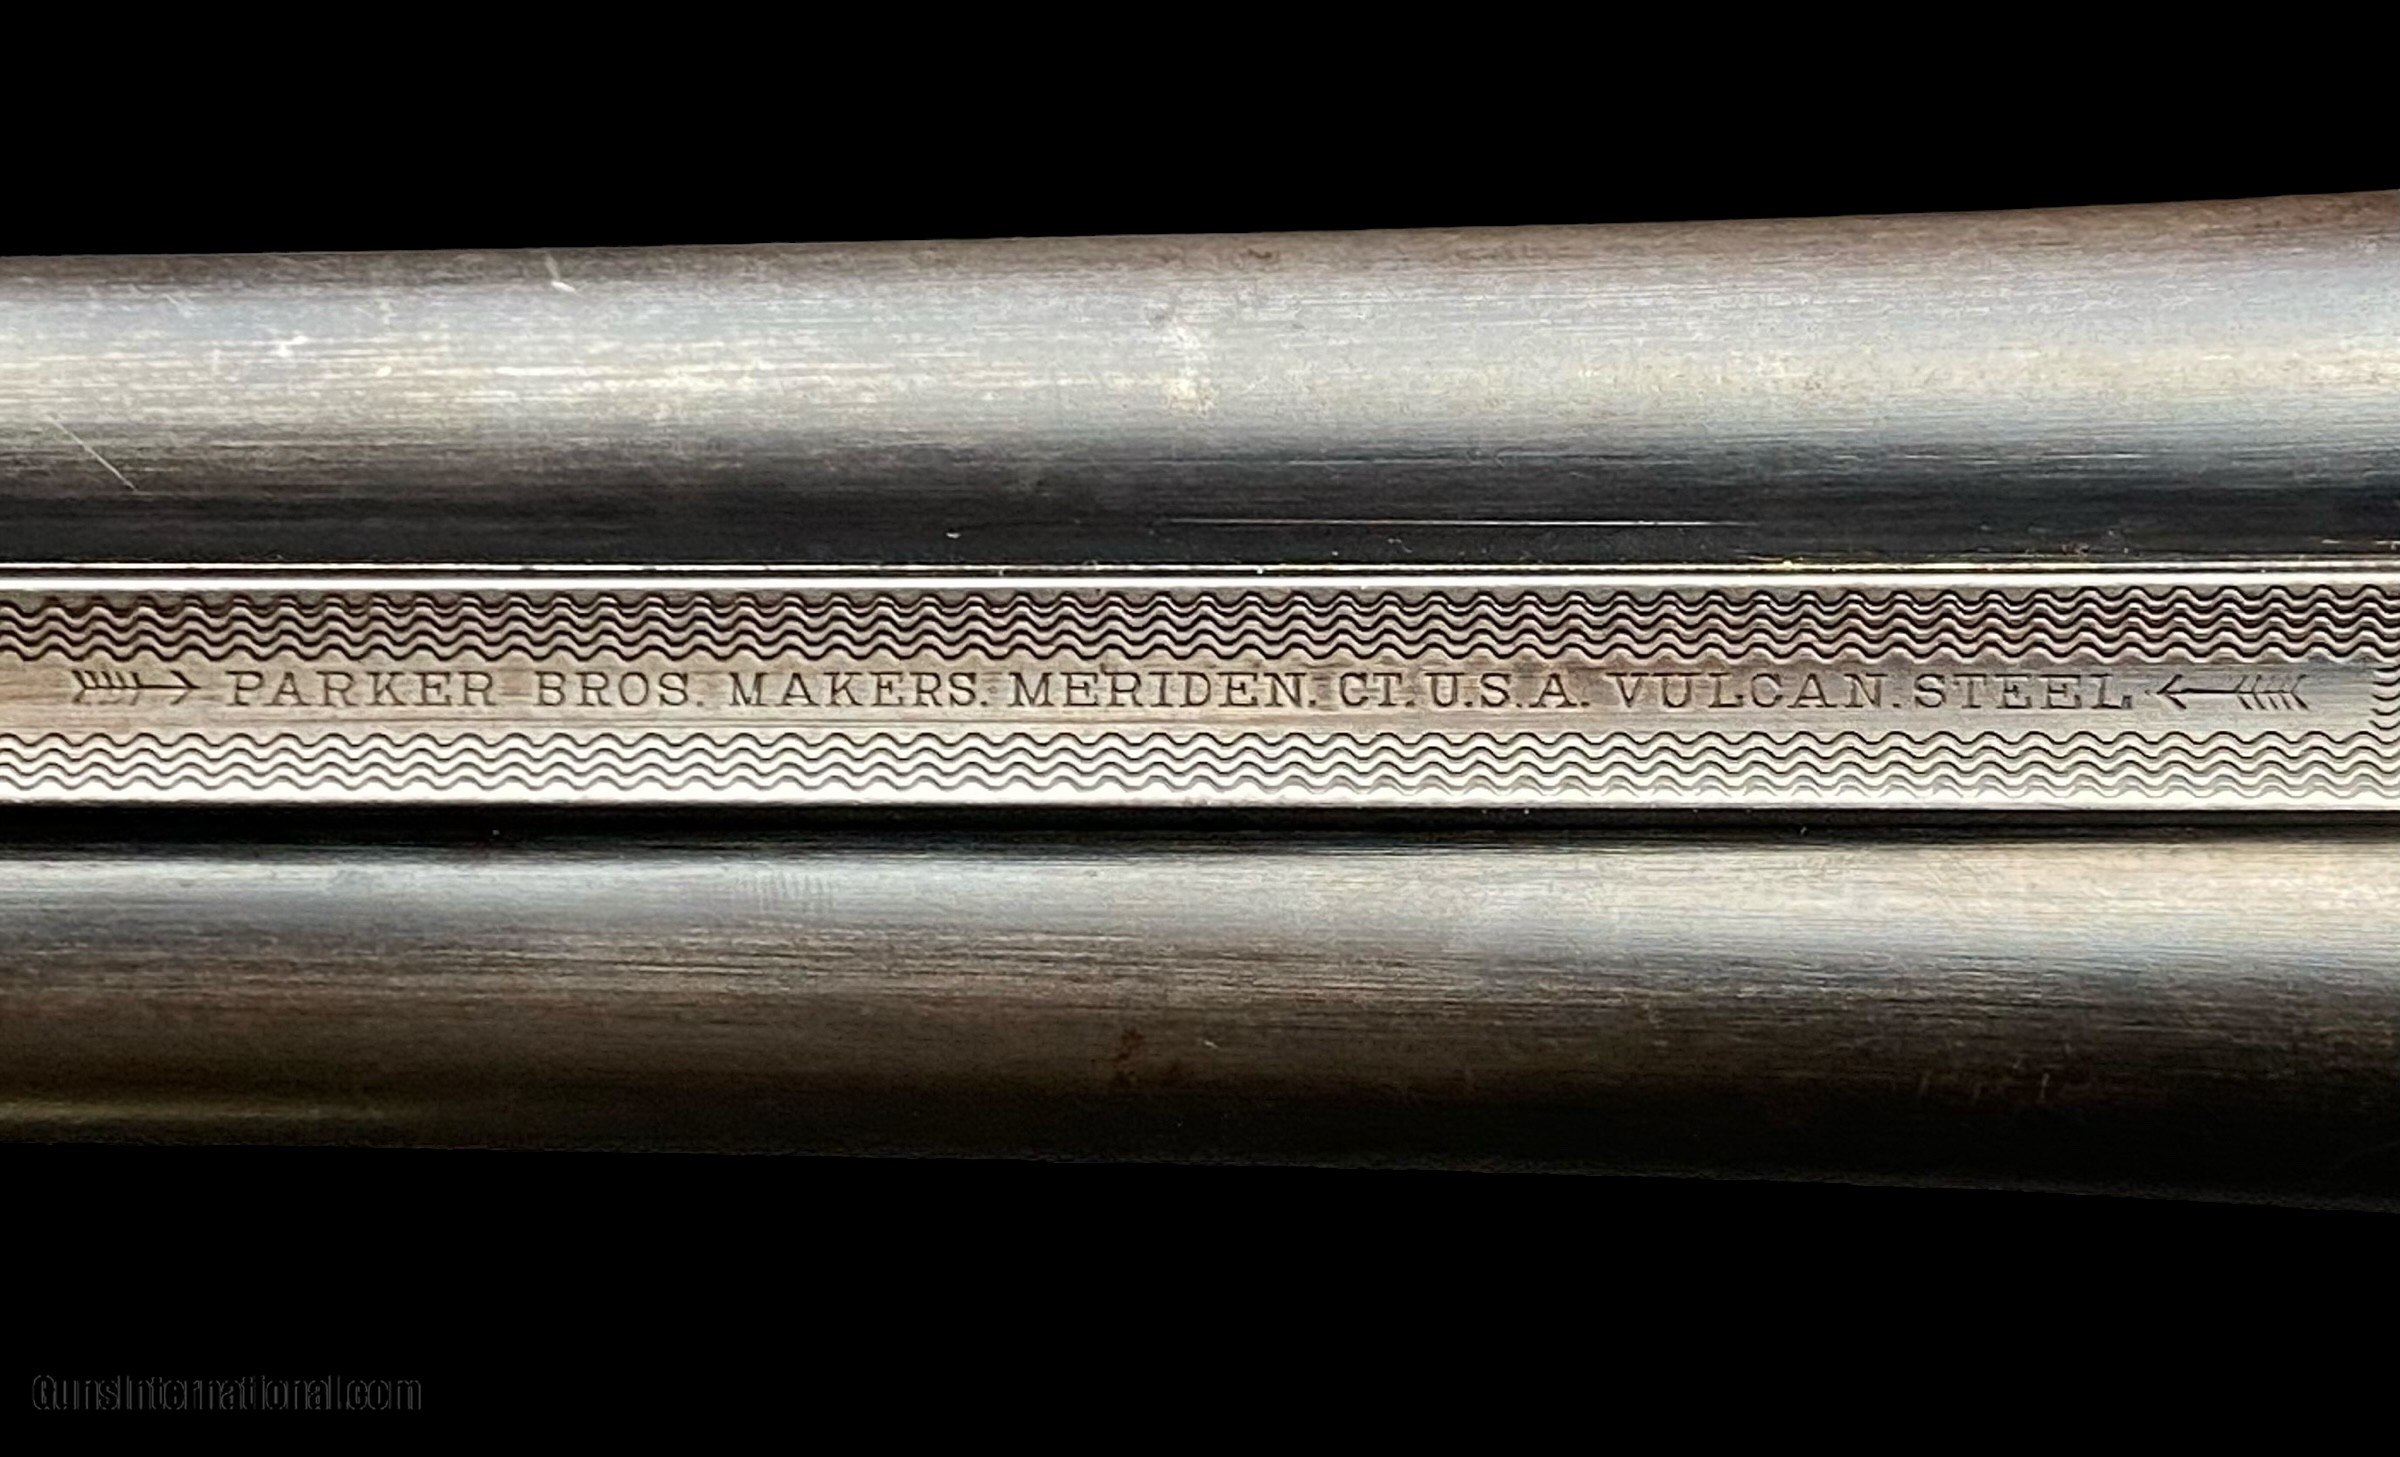 PARKER BROS. MAKERS. MERIDEN. CT. U.S.A. VULCAN. STEEL
GunsInternational.com